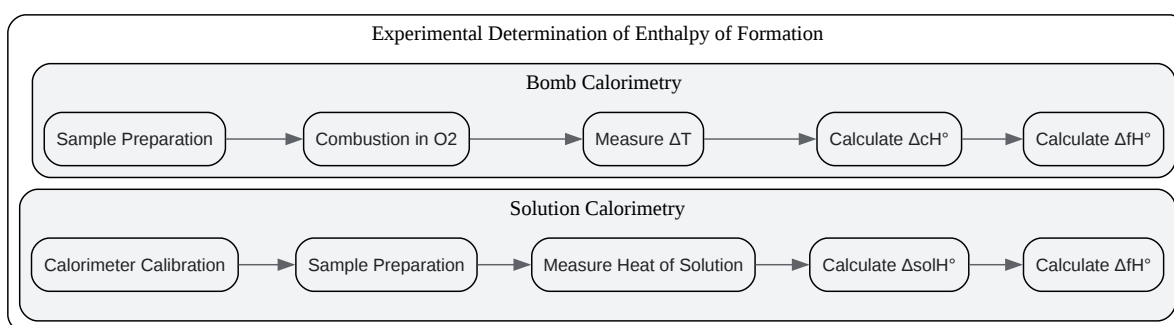 Experimental Determination of Enthalpy of Formation
Bomb Calorimetry
Sample Preparation
Combustion in O2
Measure ΔT
Calculate ΔcH°
Calculate ΔfH°
Solution Calorimetry
Calorimeter Calibration
Sample Preparation
Measure Heat of Solution
Calculate ΔsolH°
Calculate ΔfH°